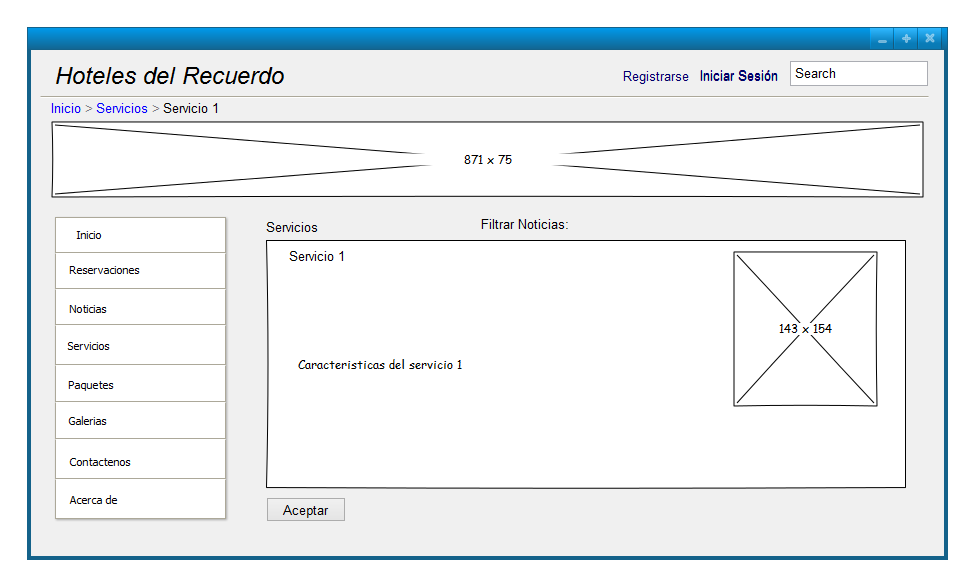 Hoteles del Recuerdo
Registrarse Iniciar Sesión Search
Inicio > Servicios > Servicio 1
871 x 75
Inicio
Reservaciones
Noticias
Servicios
Paquetes
Galerias
Contactenos
Acerca de
Servicios Filtrar Noticias:
Servicio 1
143 x 154
Caracteristicas del servicio 1
Aceptar